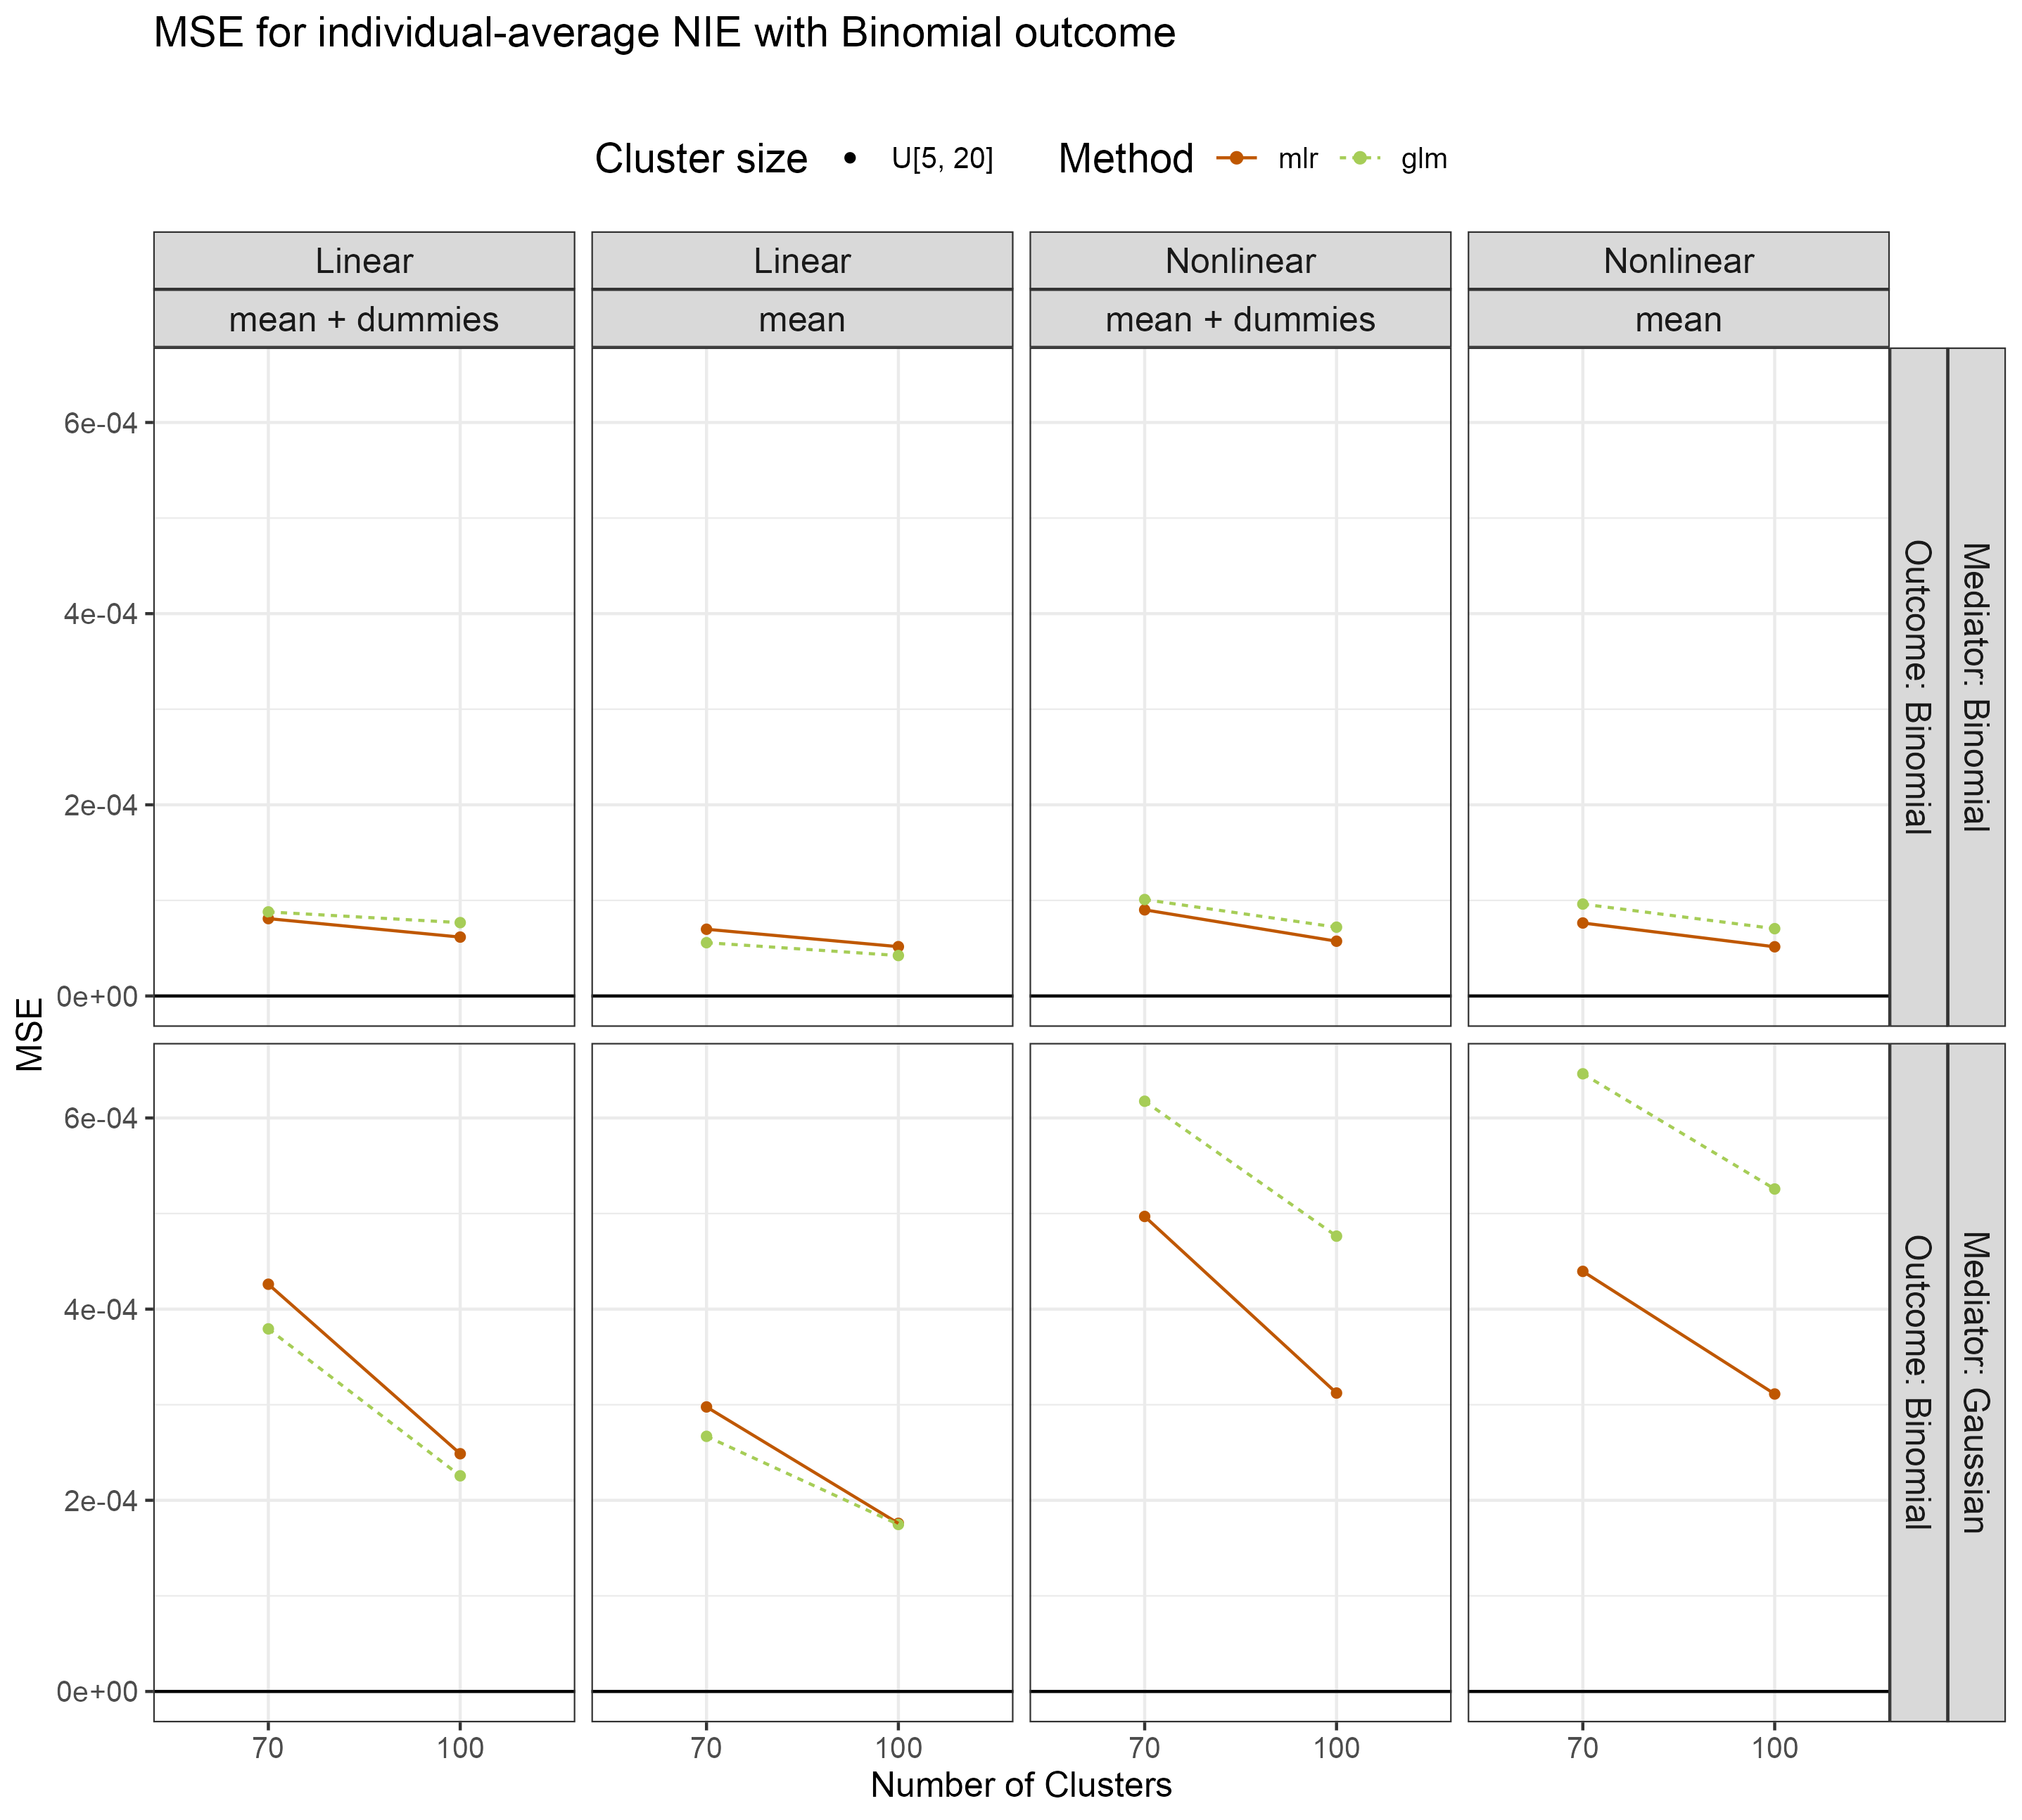 MSE for individual-average NIE with Binomial outcome
Cluster size U[5, 20] Method mlr glm
Linear Linear Nonlinear Nonlinear
mean + dummies mean mean + dummies mean
6e-04
4e-04
2e-04
0e+00
Outcome: Binomial
Mediator: Binomial
MSE
6e-04
4e-04
2e-04
0e+00
Outcome: Binomial
Mediator: Gaussian
70 100 70 100 70 100 70 100
Number of Clusters